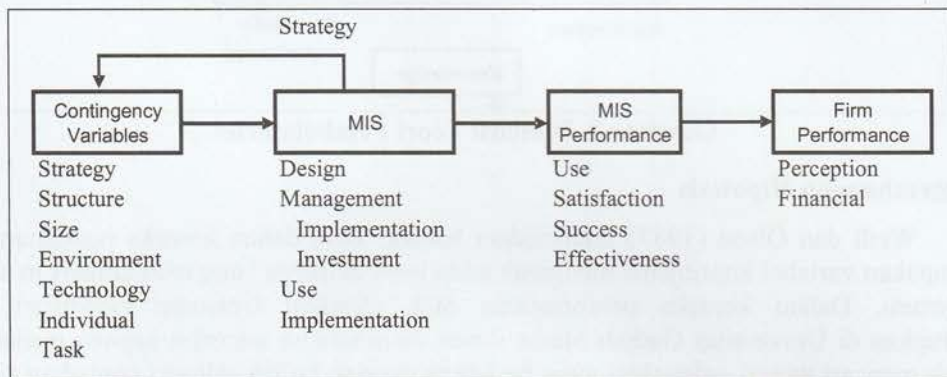 Strategy
Contingency Variables
MIS
MIS Performance
Firm Performance
Strategy
Structure
Size
Environment
Technology
Individual
Task
Design
Management
Implementation
Investment
Use
Implementation
Use
Satisfaction
Success
Effectiveness
Perception
Financial